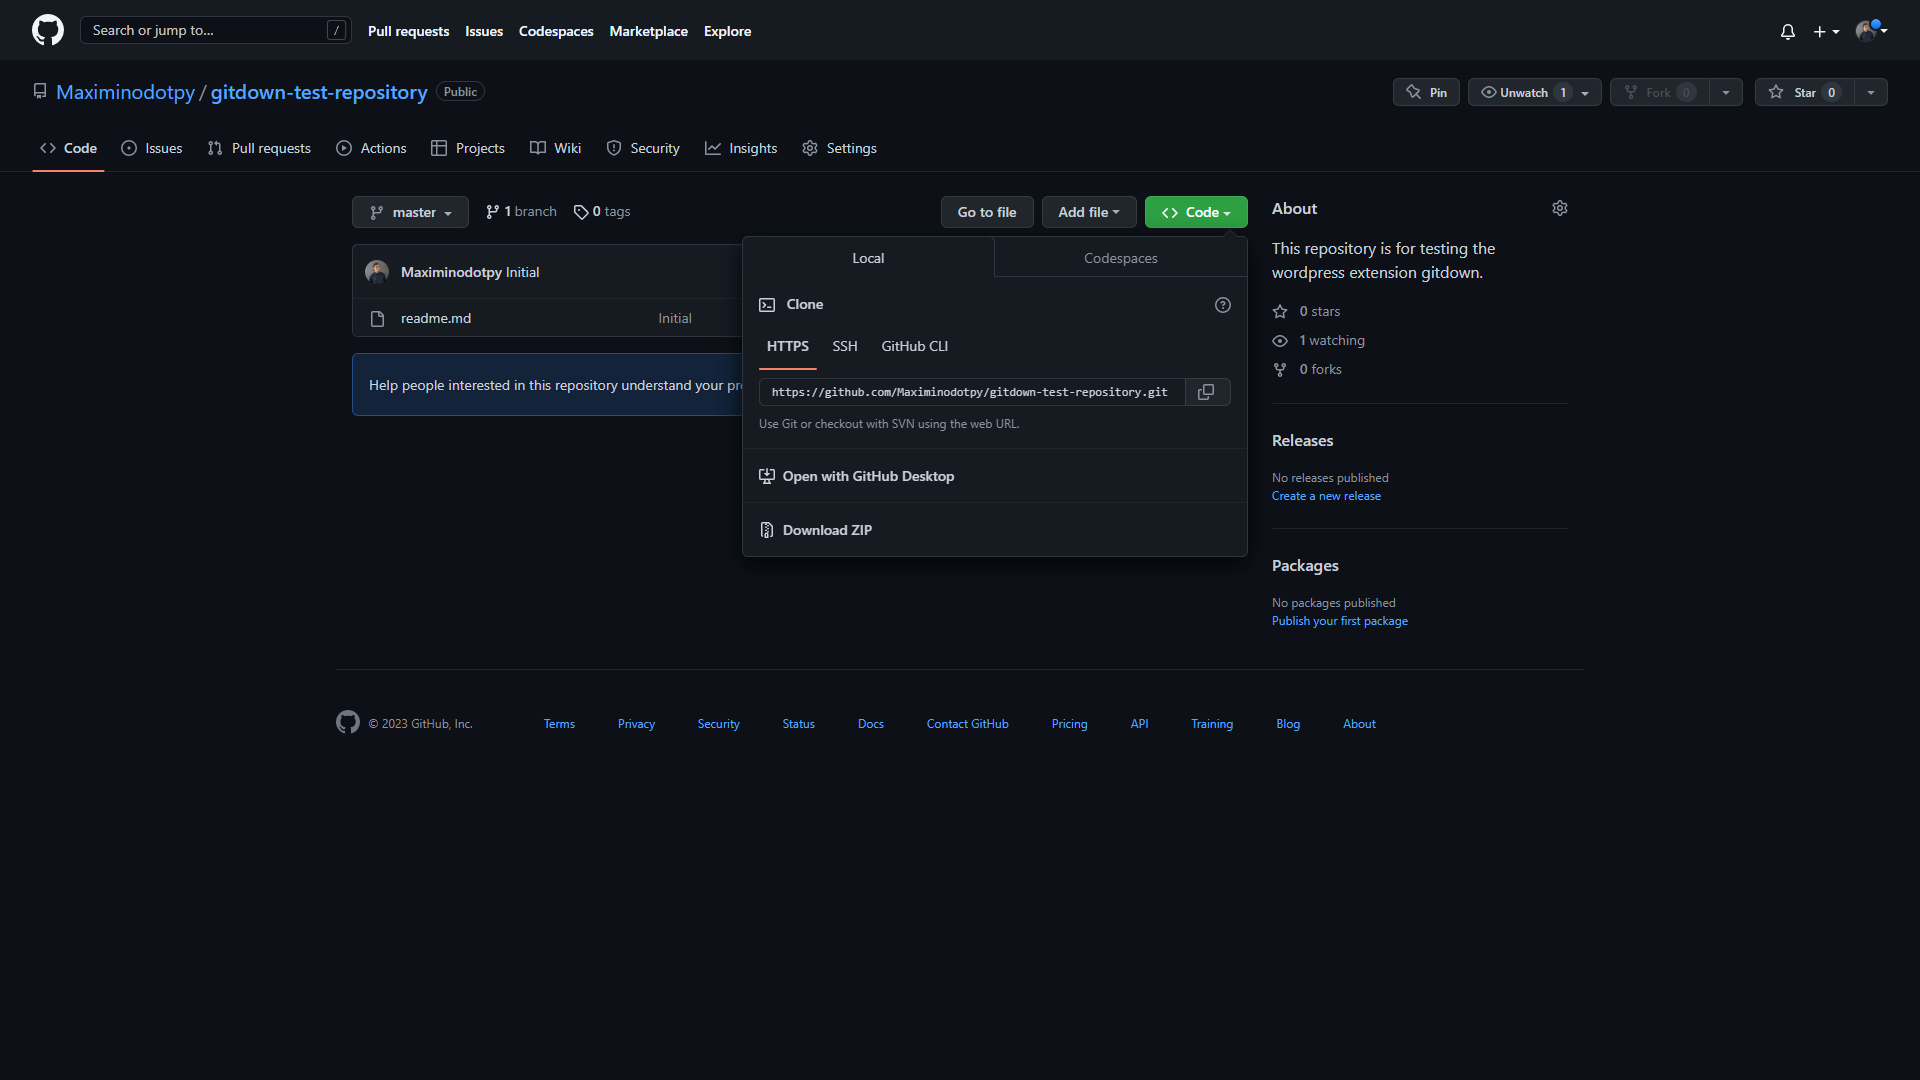 Search or jump to... /
Pull requests Issues Codespaces Marketplace Explore
Maximinodotpy / gitdown-test-repository Public
Pin Unwatch 1 Fork 0 Star 0
Code Issues Pull requests Actions Projects Wiki Security Insights Settings
master 1 branch 0 tags Go to file Add file Code
Maximinodotpy Initial
readme.md Initial
Help people interested in this repository understand your pr
Local Codespaces
Clone
HTTPS SSH GitHub CLI
https://github.com/Maximinodotpy/gitdown-test-repository.git
Use Git or checkout with SVN using the web URL.
Open with GitHub Desktop
Download ZIP
About
This repository is for testing the
wordpress extension gitdown.
0 stars
1 watching
0 forks
Releases
No releases published
Create a new release
Packages
No packages published
Publish your first package
© 2023 GitHub, Inc. Terms Privacy Security Status Docs Contact GitHub Pricing API Training Blog About